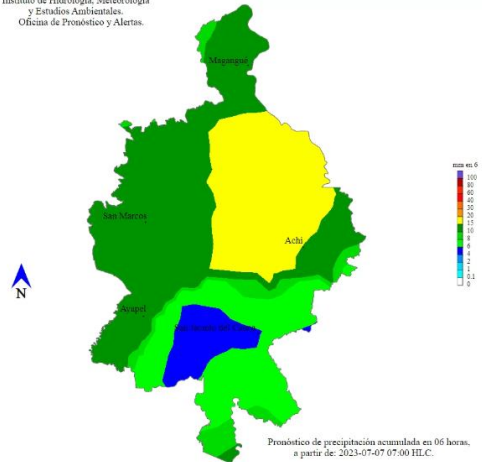 Instituto de Hidrología, Meteorología
y Estudios Ambientales.
Oficina de Pronóstico y Alertas.
Magangué
mm en 6
100
80
60
40
30
20
15
10
8
6
4
2
1
0.1
0
San Marcos
Achí
N
Ayapel
Pronóstico de precipitación acumulada en 06 horas,
a partir de: 2023-07-07 07:00 HLC.